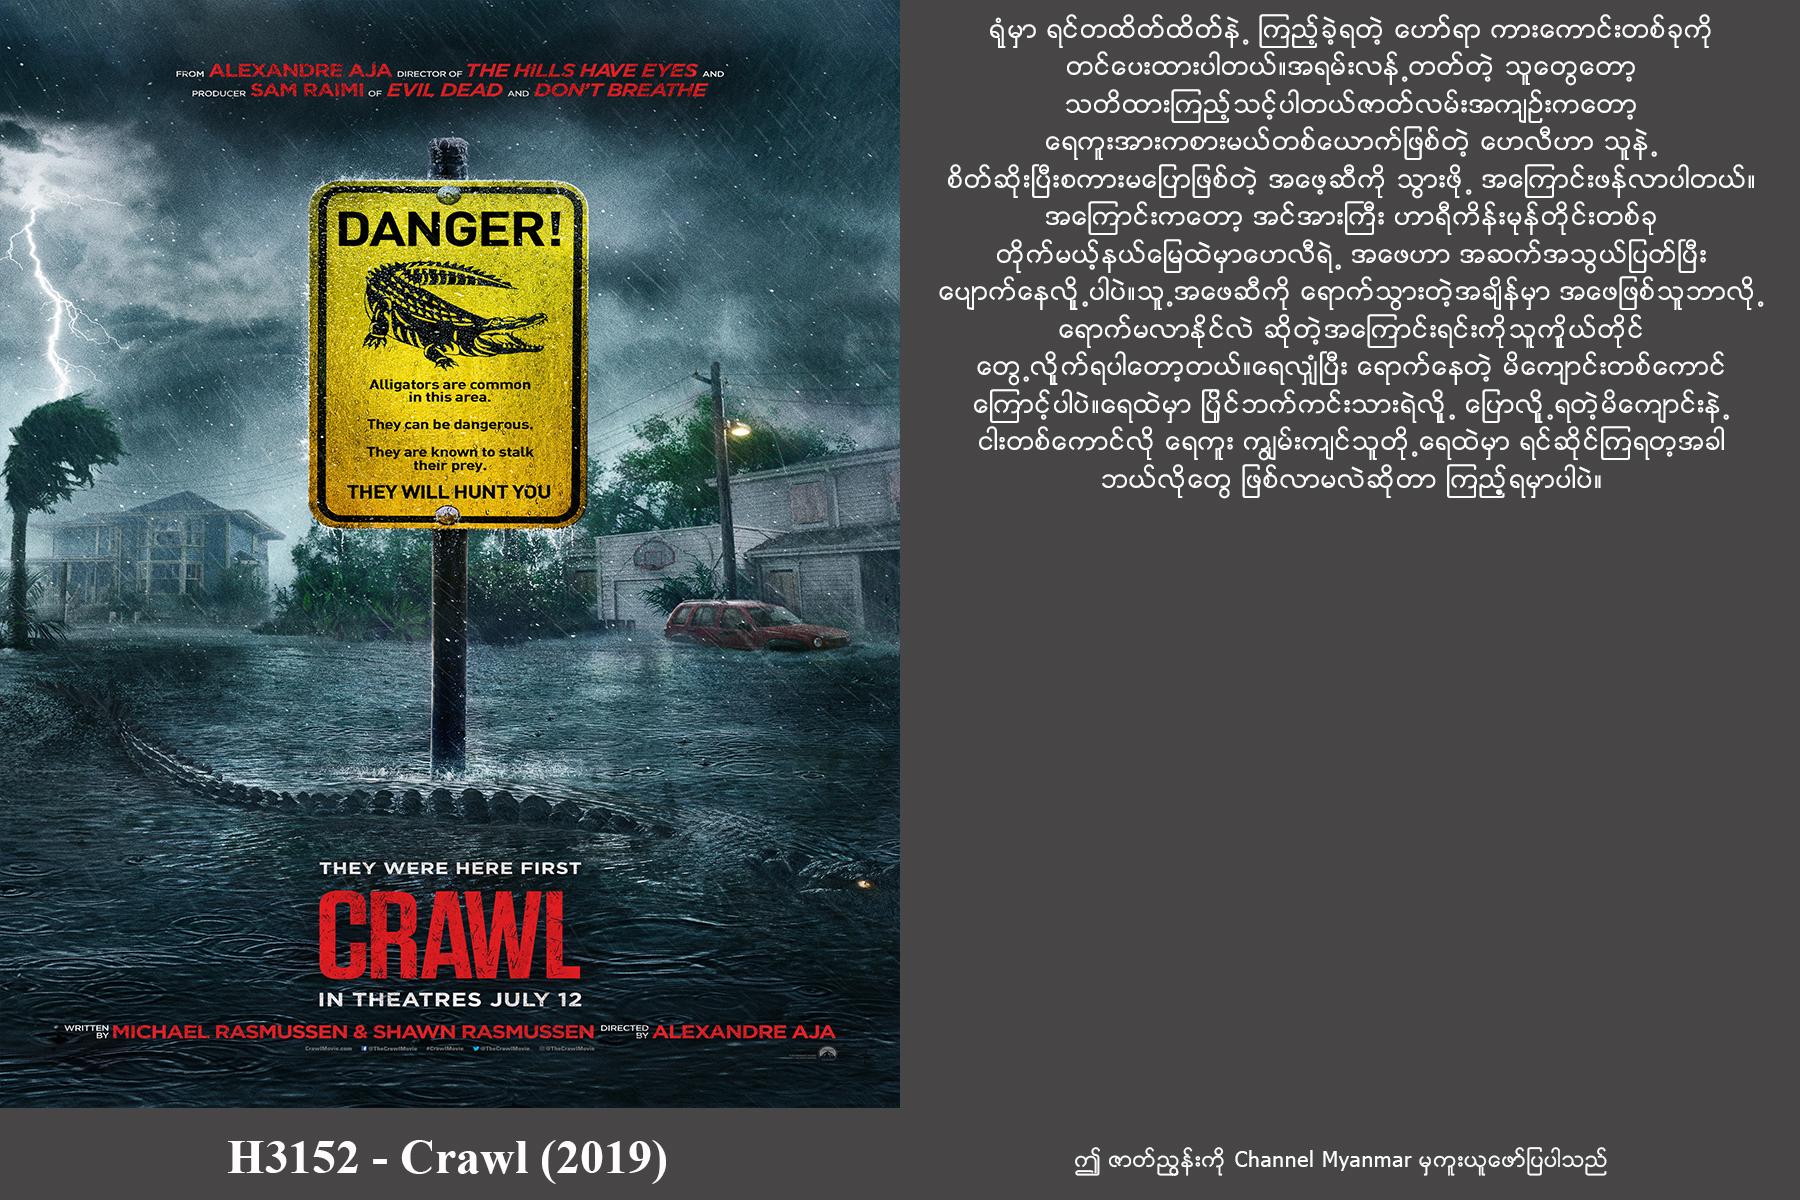 FROM ALEXANDRE AJA DIRECTOR OF THE HILLS HAVE EYES AND
PRODUCER SAM RAIMI OF EVIL DEAD AND DON'T BREATHE
DANGER!
Alligators are common
in this area.
They can be dangerous.
They are known to stalk
their prey.
THEY WILL HUNT YOU
THEY WERE HERE FIRST
CRAWL
IN THEATRES JULY 12
WRITTEN BY MICHAEL RASMUSSEN & SHAWN RASMUSSEN DIRECTED BY ALEXANDRE AJA
CrawlMovie.com @TheCrawlMovie #CrawlMovie @TheCrawlMovie @TheCrawlMovie
H3152 - Crawl (2019)
ရုံမှာ ရင်တထိတ်ထိတ်နဲ့ ကြည့်ခဲ့ရတဲ့ ဟော်ရာ ကားကောင်းတစ်ခုကို
တင်ပေးထားပါတယ်။အရမ်းလန့်တတ်တဲ့ သူတွေတော့
သတိထားကြည့်သင့်ပါတယ်ဇာတ်လမ်းအကျဉ်းကတော့
ရေကူးအားကစားမယ်တစ်ယောက်ဖြစ်တဲ့ ဟေလီဟာ သူနဲ့
စိတ်ဆိုးပြီးစကားမပြောဖြစ်တဲ့ အဖေ့ဆီကို သွားဖို့ အကြောင်းဖန်လာပါတယ်။
အကြောင်းကတော့ အင်အားကြီး ဟာရီကိန်းမုန်တိုင်းတစ်ခု
တိုက်မယ့်နယ်မြေထဲမှာဟေလီရဲ့ အဖေဟာ အဆက်အသွယ်ပြတ်ပြီး
ပျောက်နေလို့ပါပဲ။သူ့အဖေဆီကို ရောက်သွားတဲ့အချိန်မှာ အဖေဖြစ်သူဘာလို့
ရောက်မလာနိုင်လဲ ဆိုတဲ့အကြောင်းရင်းကိုသူကိုယ်တိုင်
တွေ့လိုက်ရပါတော့တယ်။ရေလျှံပြီး ရောက်နေတဲ့ မိကျောင်းတစ်ကောင်
ကြောင့်ပါပဲ။ရေထဲမှာ ပြိုင်ဘက်ကင်းသားရဲလို့ ပြောလို့ရတဲ့မိကျောင်းနဲ့
ငါးတစ်ကောင်လို ရေကူး ကျွမ်းကျင်သူတို့ရေထဲမှာ ရင်ဆိုင်ကြရတဲ့အခါ
ဘယ်လိုတွေ ဖြစ်လာမလဲဆိုတာ ကြည့်ရမှာပါပဲ။
ဤ ဇာတ်ညွှန်းကို Channel Myanmar မှကူးယူဖော်ပြပါသည်